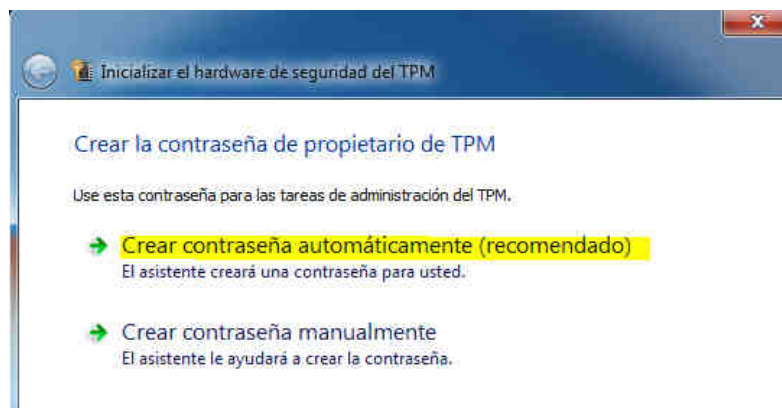 Inicializar el hardware de seguridad del TPM
Crear la contraseña de propietario de TPM
Use esta contraseña para las tareas de administración del TPM.
Crear contraseña automáticamente (recomendado)
El asistente creará una contraseña para usted.
Crear contraseña manualmente
El asistente le ayudará a crear la contraseña.